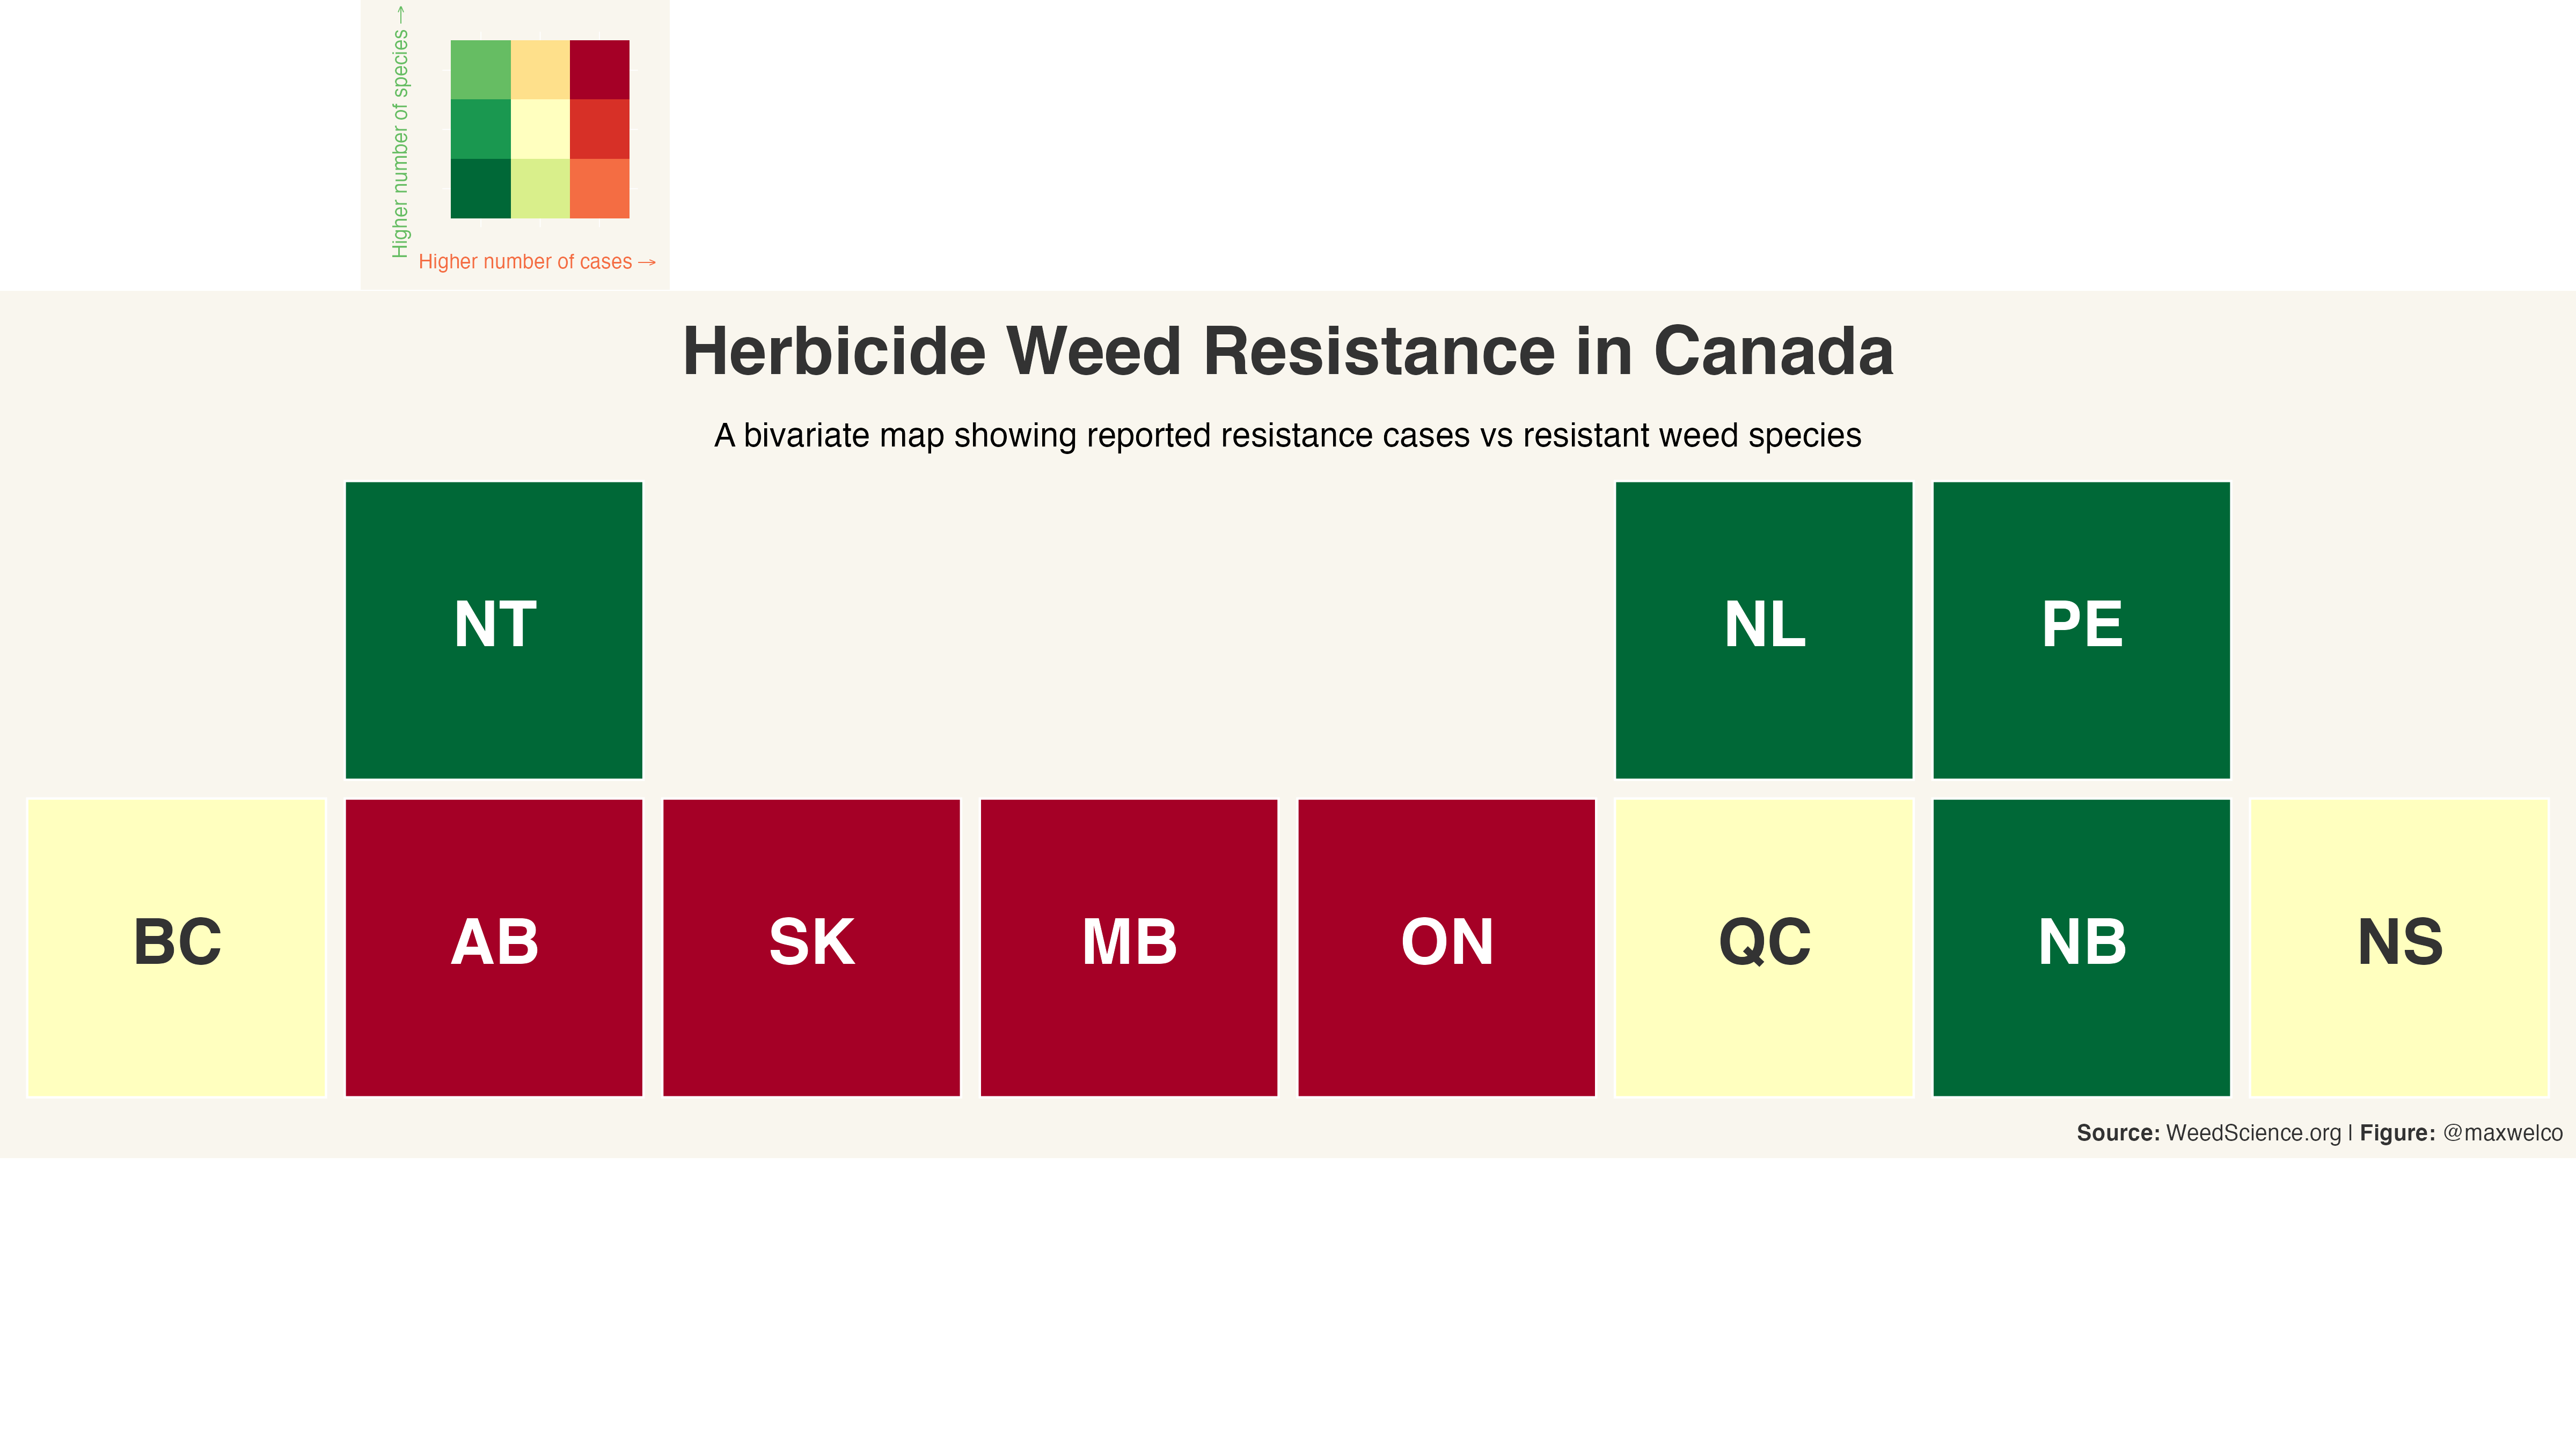 Higher number of species →
Higher number of cases →
Herbicide Weed Resistance in Canada
A bivariate map showing reported resistance cases vs resistant weed species
NT NL PE
BC AB SK MB ON QC NB NS
Source: WeedScience.org | Figure: @maxwelco